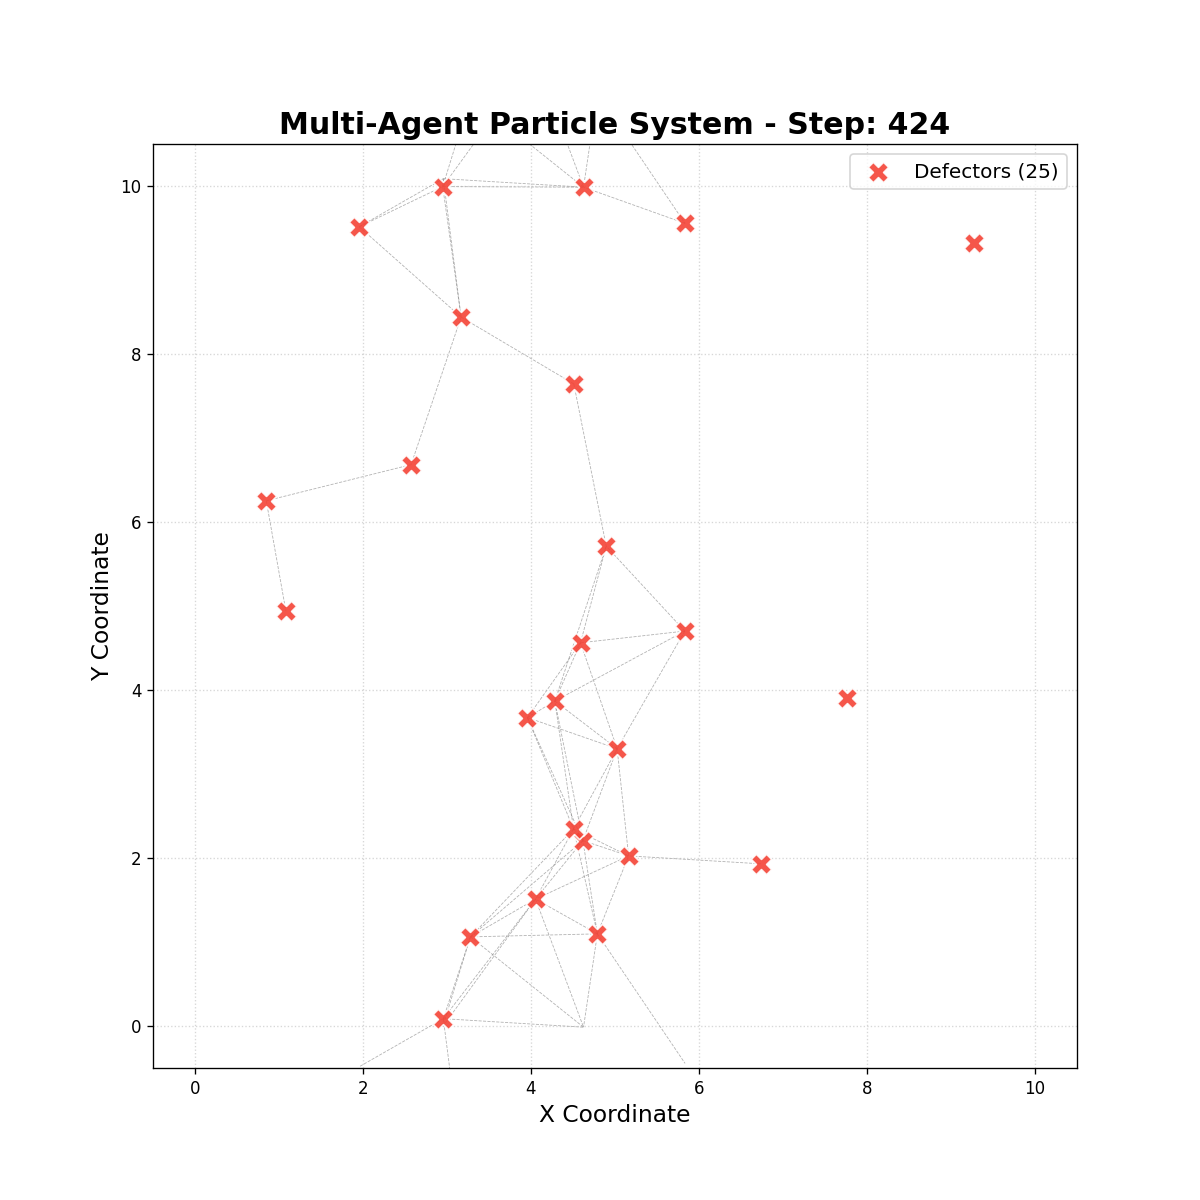 Multi-Agent Particle System - Step: 424
Defectors (25)
10
8
6
4
2
0
Y Coordinate
0 2 4 6 8 10
X Coordinate